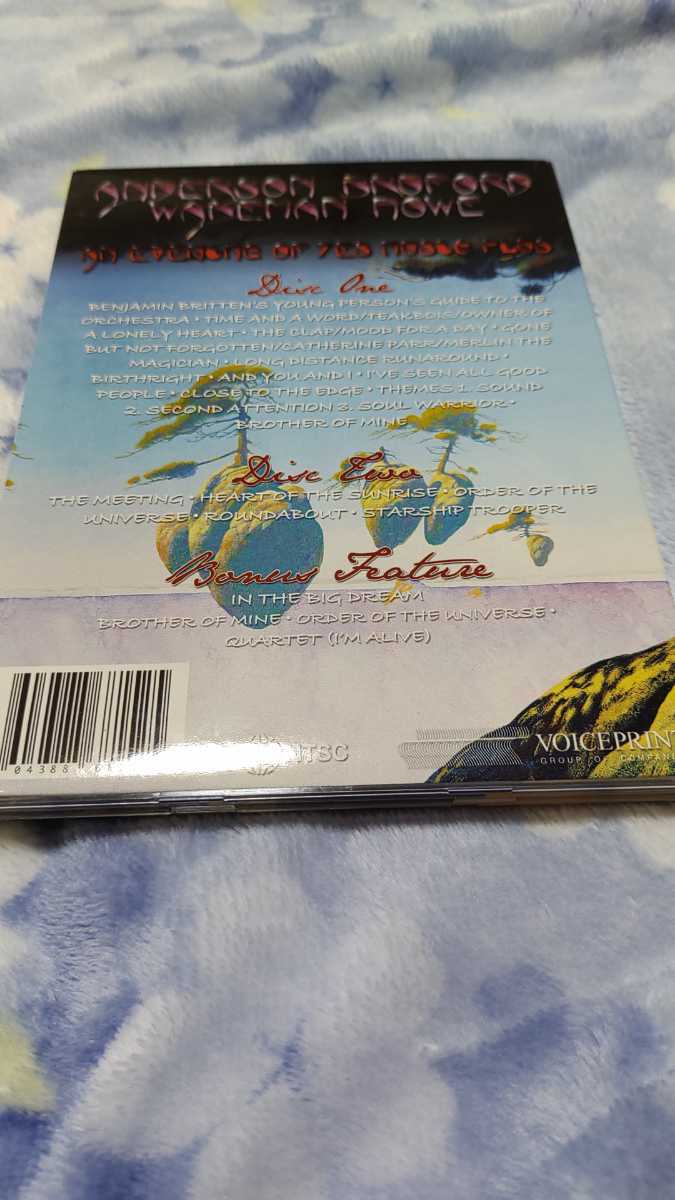 ANDERSON BRUFORD
WAKEMAN HOWE
AN EVENING OF YES MUSIC PLUS
Disc One
BENJAMIN BRITTEN'S YOUNG PERSON'S GUIDE TO THE
ORCHESTRA • TIME AND A WORD/TEAKBOIS/OWNER OF
A LONELY HEART • THE CLAP/MOOD FOR A DAY • GONE
BUT NOT FORGOTTEN/CATHERINE PARR/MERLIN THE
MAGICIAN • LONG DISTANCE RUNAROUND •
BIRTHRIGHT • AND YOU AND I • I'VE SEEN ALL GOOD
PEOPLE • CLOSE TO THE EDGE • THEMES 1. SOUND
2. SECOND ATTENTION 3. SOUL WARRIOR •
BROTHER OF MINE
Disc Two
THE MEETING • HEART OF THE SUNRISE • ORDER OF THE
UNIVERSE • ROUNDABOUT • STARSHIP TROOPER
Bonus Feature
IN THE BIG DREAM
BROTHER OF MINE • ORDER OF THE UNIVERSE •
QUARTET (I'M ALIVE)
04388
NTSC
VOICEPRINT
GROUP OF COMPANIE